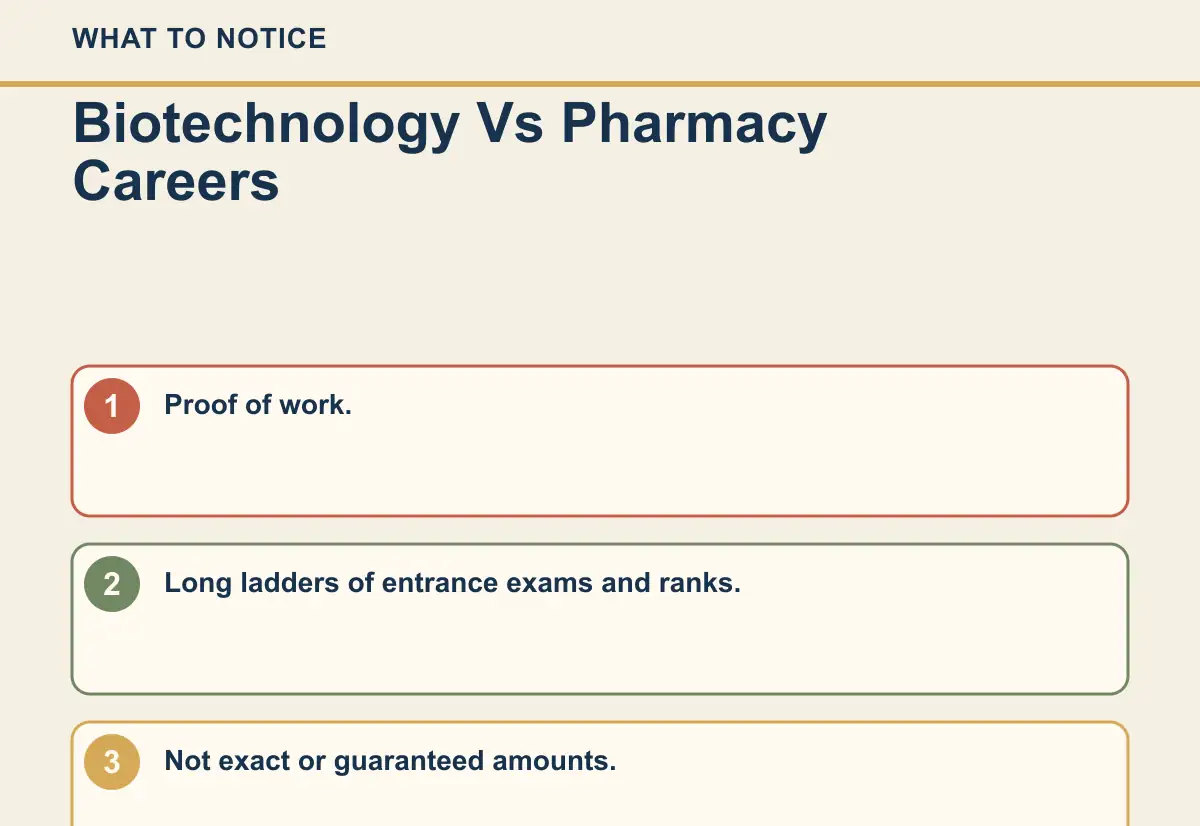 WHAT TO NOTICE
Biotechnology Vs Pharmacy
Careers
1 Proof of work.
2 Long ladders of entrance exams and ranks.
3 Not exact or guaranteed amounts.